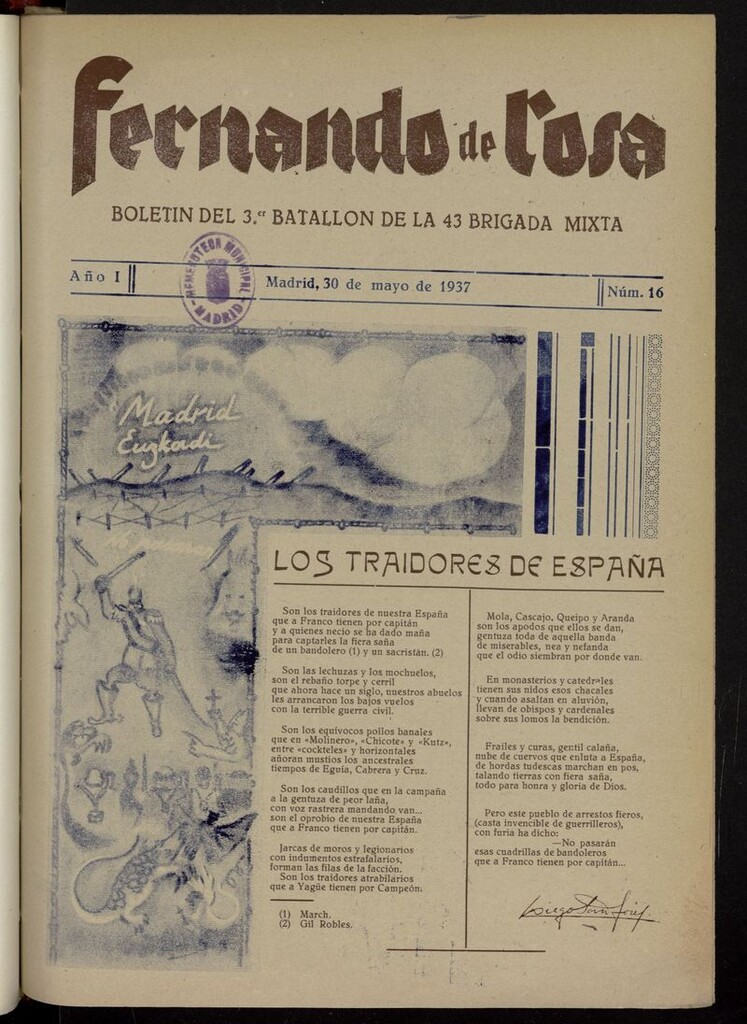 Fernando de Rosa
BOLETIN DEL 3.er BATALLON DE LA 43 BRIGADA MIXTA
Año I
HEMEROTECA MUNICIPAL
MADRID
Madrid, 30 de mayo de 1937
Núm. 16
Madrid
Euzkadi
LOS TRAIDORES DE ESPAÑA
Son los traidores de nuestra España
que a Franco tienen por capitán
y a quienes necio se ha dado maña
para captarles la fiera saña
de un bandolero (1) y un sacristán. (2)
Son las lechuzas y los mochuelos,
son el rebaño torpe y cerril
que ahora hace un siglo, nuestros abuelos
les arrancaron los bajos vuelos
con la terrible guerra civil.
Son los equívocos pollos banales
que en «Molinero», «Chicote» y «Kutz»,
entre «cockteles» y horizontales
añoran mustios los ancestrales
tiempos de Eguía, Cabrera y Cruz.
Son los caudillos que en la campaña
a la gentuza de peor laña,
con voz rastrera mandando van...
son el oprobio de nuestra España
que a Franco tienen por capitán.
Jarcas de moros y legionarios
con indumentos estrafalarios,
forman las filas de la facción.
Son los traidores atrabilarios
que a Yagüe tienen por Campeón.
(1) March.
(2) Gil Robles.
Mola, Cascajo, Queipo y Aranda
son los apodos que ellos se dan,
gentuza toda de aquella banda
de miserables, nea y nefanda
que el odio siembran por donde van.
En monasterios y catedrales
tienen sus nidos esos chacales
y cuando asaltan en aluvión,
llevan de obispos y cardenales
sobre sus lomos la bendición.
Frailes y curas, gentil calaña,
nube de cuervos que enluta a España,
de hordas tudescas marchan en pos,
talando tierras con fiera saña,
todo para honra y gloria de Dios.
Pero este pueblo de arrestos fieros,
(casta invencible de guerrilleros),
con furia ha dicho:
—No pasarán
esas cuadrillas de bandoleros
que a Franco tienen por capitán...
Diego